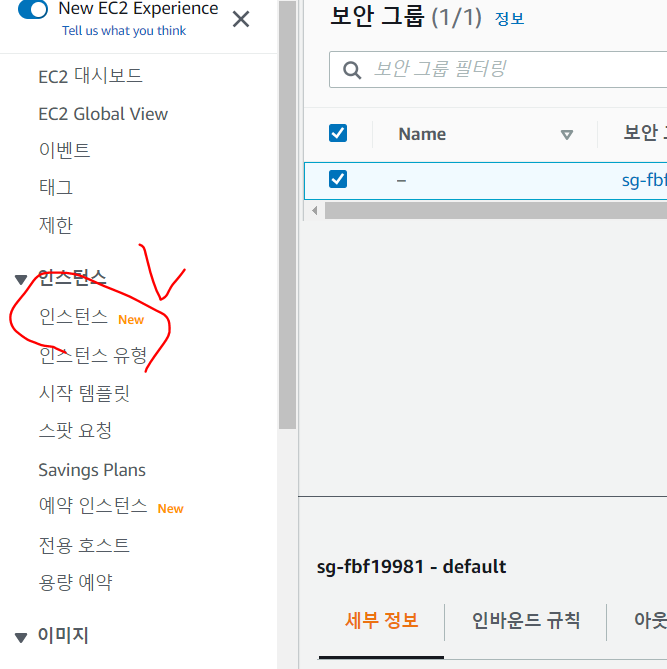 New EC2 Experience
Tell us what you think
EC2 대시보드
EC2 Global View
이벤트
태그
제한
인스턴스
인스턴스 New
인스턴스 유형
시작 템플릿
스팟 요청
Savings Plans
예약 인스턴스 New
전용 호스트
용량 예약
이미지
보안 그룹 (1/1) 정보
보안 그룹 필터링
Name 보안
– sg-fbf
sg-fbf19981 - default
세부 정보 인바운드 규칙 아웃